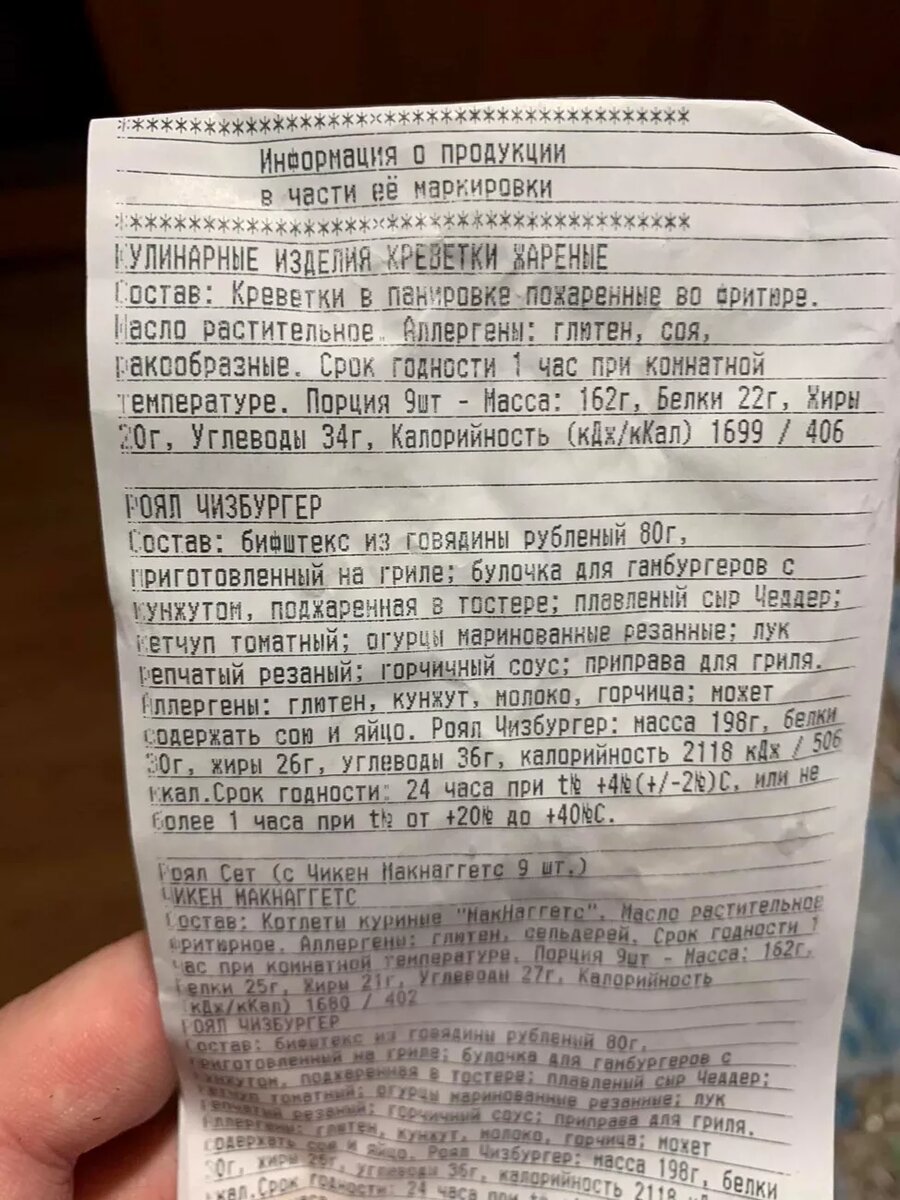 ************************************
Информация о продукции
в части её маркировки
************************************
КУЛИНАРНЫЕ ИЗДЕЛИЯ КРЕВЕТКИ ЖАРЕНЫЕ
Состав: Креветки в панировке пожаренные во фритюре.
Масло растительное. Аллергены: глютен, соя,
ракообразные. Срок годности 1 час при комнатной
температуре. Порция 9шт - Масса: 162г, Белки 22г, Жиры
20г, Углеводы 34г, Калорийность (кДж/кКал) 1699 / 406
РОЯЛ ЧИЗБУРГЕР
Состав: бифштекс из говядины рубленый 80г,
приготовленный на гриле; булочка для гамбургеров с
кунжутом, поджаренная в тостере; плавленый сыр Чеддер;
кетчуп томатный; огурцы маринованные резанные; лук
репчатый резаный; горчичный соус; приправа для гриля.
Аллергены: глютен, кунжут, молоко, горчица; может
содержать сою и яйцо. Роял Чизбургер: масса 198г, белки
30г, жиры 26г, углеводы 36г, калорийность 2118 кДж / 506
ккал.Срок годности: 24 часа при t№ +4№(+/-2№)С, или не
более 1 часа при t№ от +20№ до +40№С.
Роял Сет (с Чикен Макнаггетс 9 шт.)
ЧИКЕН МАКНАГГЕТС
Состав: Котлеты куриные "МакНаггетс". Масло растительное
фритюрное. Аллергены: глютен, сельдерей. Срок годности 1
час при комнатной температуре. Порция 9шт - Масса: 162г,
Белки 25г, Жиры 21г, Углеводы 27г, Калорийность
(кДж/кКал) 1680 / 402
РОЯЛ ЧИЗБУРГЕР
Состав: бифштекс из говядины рубленый 80г,
приготовленный на гриле; булочка для гамбургеров с
кунжутом, поджаренная в тостере; плавленый сыр Чеддер;
кетчуп томатный; огурцы маринованные резанные; лук
репчатый резаный; горчичный соус; приправа для гриля.
Аллергены: глютен, кунжут, молоко, горчица; может
содержать сою и яйцо. Роял Чизбургер: масса 198г, белки
30г, жиры 26г, углеводы 36г, калорийность 2118
ккал.Срок годности: 24 часа при